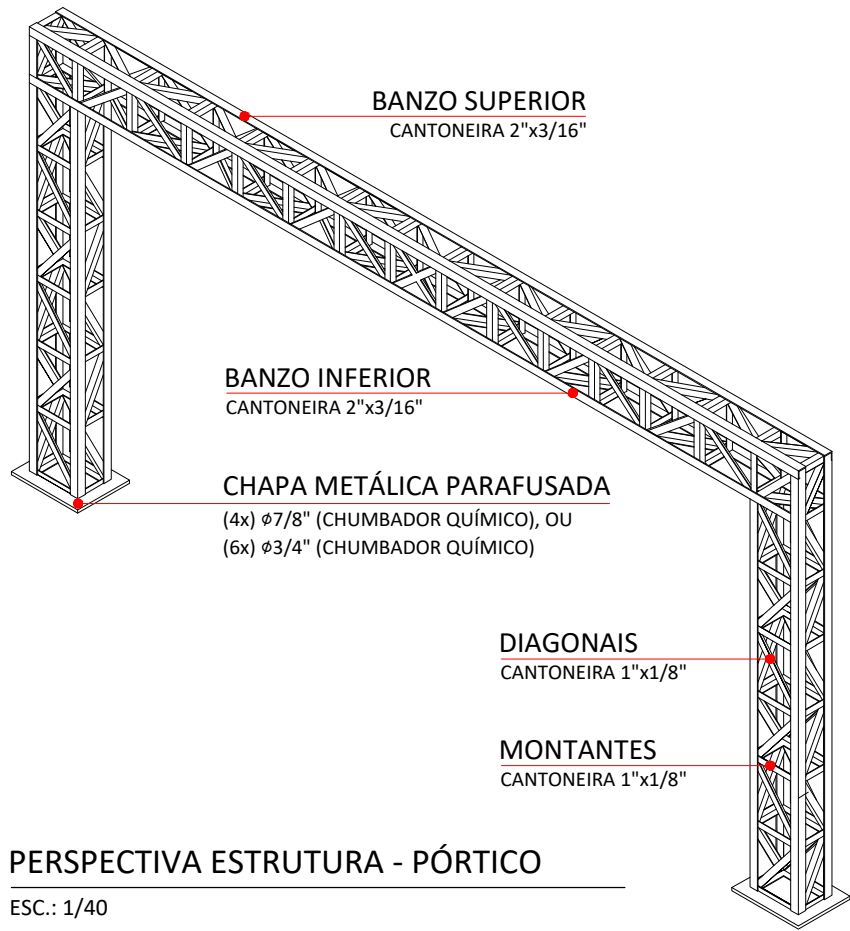 BANZO SUPERIOR
CANTONEIRA 2"x3/16"
BANZO INFERIOR
CANTONEIRA 2"x3/16"
CHAPA METÁLICA PARAFUSADA
(4x) ⌀7/8" (CHUMBADOR QUÍMICO), OU
(6x) ⌀3/4" (CHUMBADOR QUÍMICO)
DIAGONAIS
CANTONEIRA 1"x1/8"
MONTANTES
CANTONEIRA 1"x1/8"
PERSPECTIVA ESTRUTURA - PÓRTICO
ESC.: 1/40